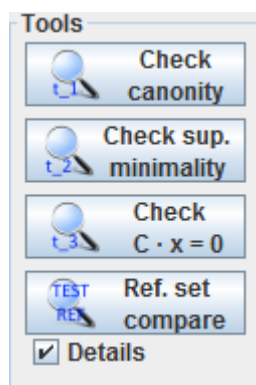 Tools
Check
t_1 canonity
Check sup.
t_2 minimality
Check
t_3 C · x = 0
TEST Ref. set
REF compare
Details